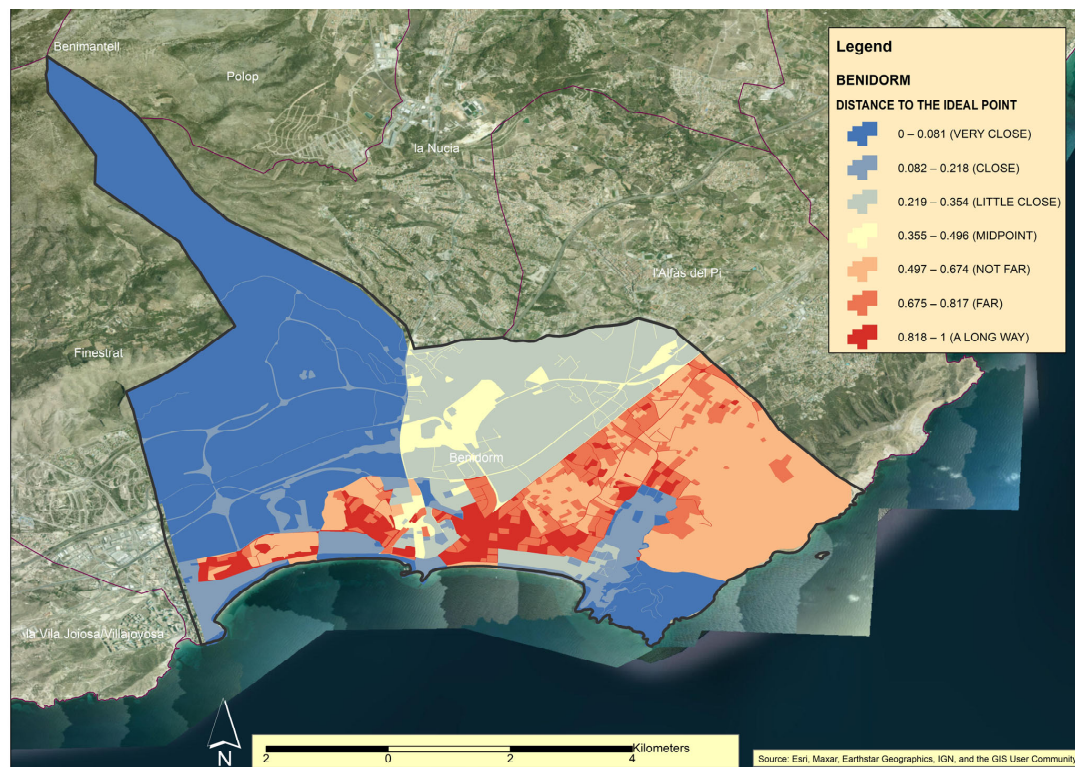 Benimantell
Polop
la Nucia
l'Alfàs del Pi
Finestrat
Benidorm
la Vila Joiosa/Villajoyosa
Legend
BENIDORM
DISTANCE TO THE IDEAL POINT
0 – 0.081 (VERY CLOSE)
0.082 – 0.218 (CLOSE)
0.219 – 0.354 (LITTLE CLOSE)
0.355 – 0.496 (MIDPOINT)
0.497 – 0.674 (NOT FAR)
0.675 – 0.817 (FAR)
0.818 – 1 (A LONG WAY)
N
Kilometers
2 0 2 4
Source: Esri, Maxar, Earthstar Geographics, IGN, and the GIS User Community